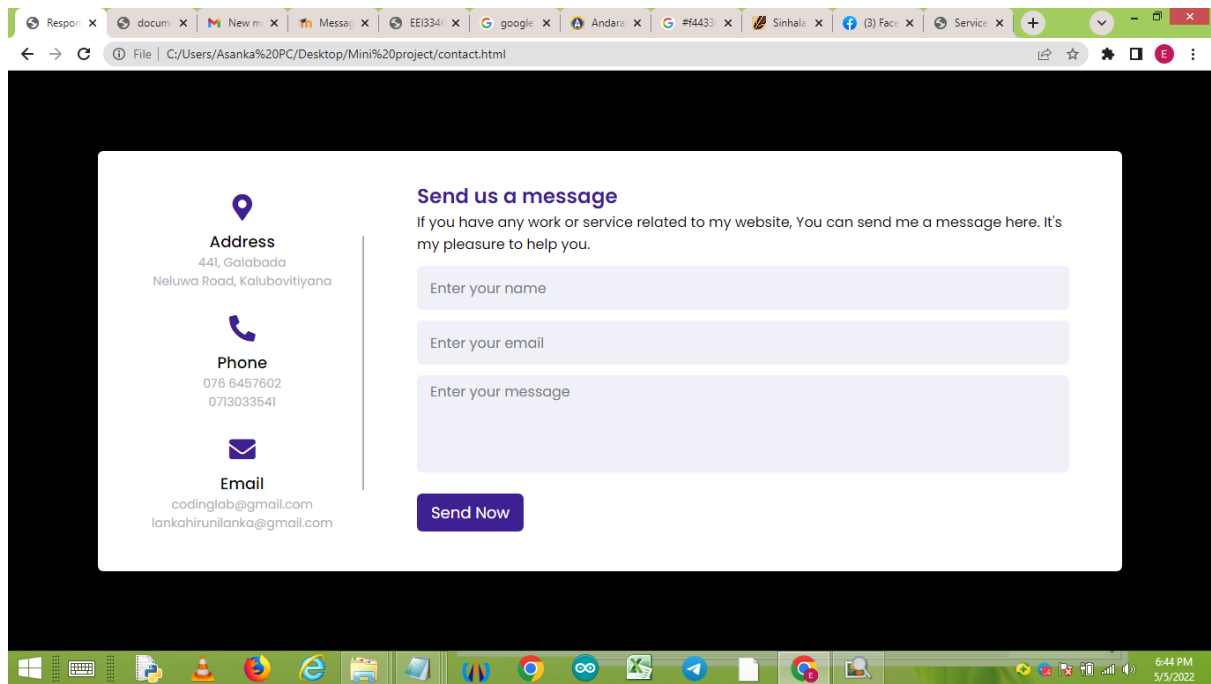 Respon
docum
New m
Messag
EEI334
google
Andara
#f4433
Sinhala
(3) Face
Service
File
C:/Users/Asanka%20PC/Desktop/Mini%20project/contact.html
E
Address
441, Galabada
Neluwa Road, Kalubovitiyana
Phone
076 6457602
0713033541
Email
codinglab@gmail.com
lankahirunilanka@gmail.com
Send us a message
If you have any work or service related to my website, You can send me a message here. It's
my pleasure to help you.
Enter your name
Enter your email
Enter your message
Send Now
6:44 PM
5/5/2022